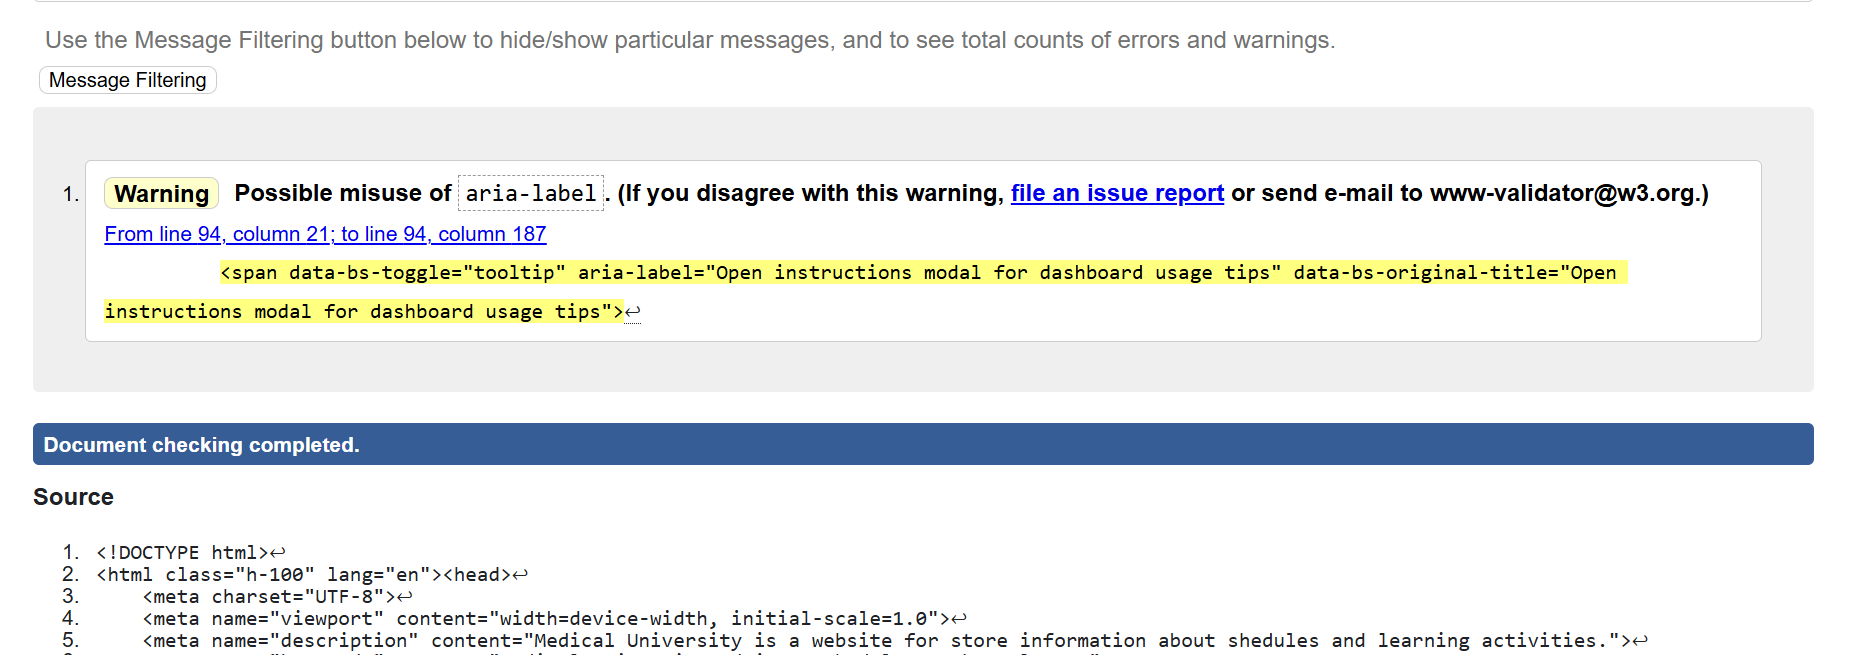 Use the Message Filtering button below to hide/show particular messages, and to see total counts of errors and warnings.
Message Filtering
1. Warning Possible misuse of aria-label. (If you disagree with this warning, file an issue report or send e-mail to www-validator@w3.org.)
From line 94, column 21; to line 94, column 187
<span data-bs-toggle="tooltip" aria-label="Open instructions modal for dashboard usage tips" data-bs-original-title="Open
instructions modal for dashboard usage tips">↩
Document checking completed.
Source
1. <!DOCTYPE html>↩
2. <html class="h-100" lang="en"><head>↩
3. <meta charset="UTF-8">↩
4. <meta name="viewport" content="width=device-width, initial-scale=1.0">↩
5. <meta name="description" content="Medical University is a website for store information about shedules and learning activities.">↩